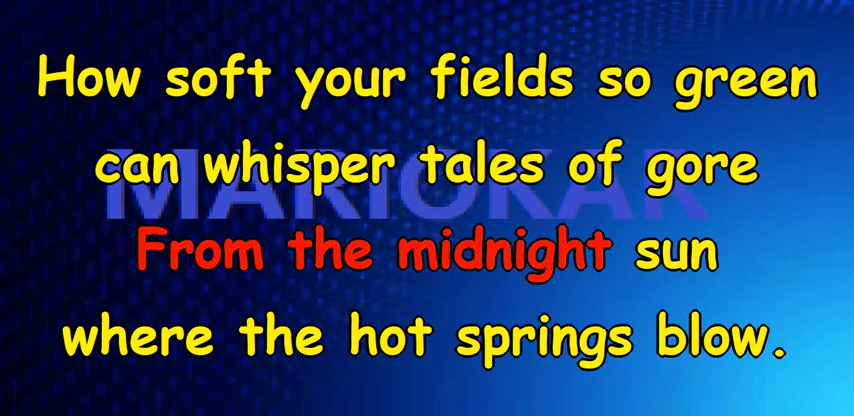 How soft your fields so green
can whisper tales of gore
MARIOKAR
From the midnight sun
where the hot springs blow.